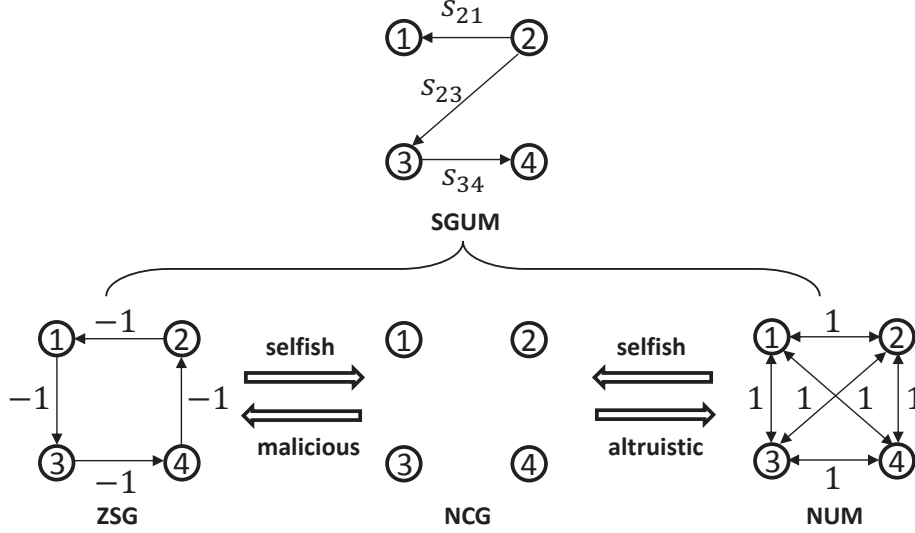 s₂₁
1 2
s₂₃
3 4
s₃₄
SGUM
1 −1 2
−1 −1
3 −1 4
ZSG
selfish
malicious
1 2
3 4
NCG
selfish
altruistic
1 1 2
1 1 1 1
3 1 4
NUM